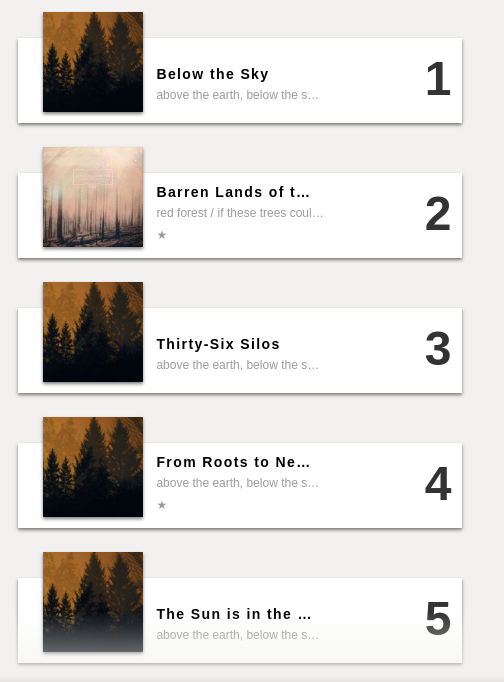 Below the Sky
above the earth, below the s…
1
Barren Lands of t…
red forest / if these trees coul…
★
2
Thirty-Six Silos
above the earth, below the s…
3
From Roots to Ne…
above the earth, below the s…
★
4
The Sun is in the …
above the earth, below the s…
5